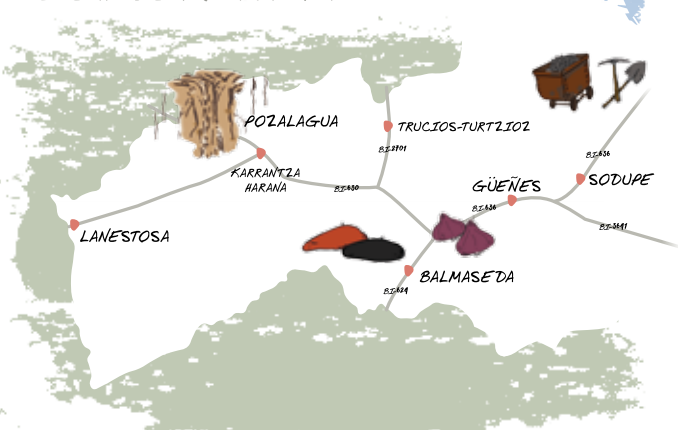 POZALAGUA
TRUCIOS-TURTZIOZ
BI-2701
BI-636
KARRANTZA
HARANA
BI-630
GÜEÑES
SODUPE
BI-636
LANESTOSA
BI-3641
BALMASEDA
BI-629